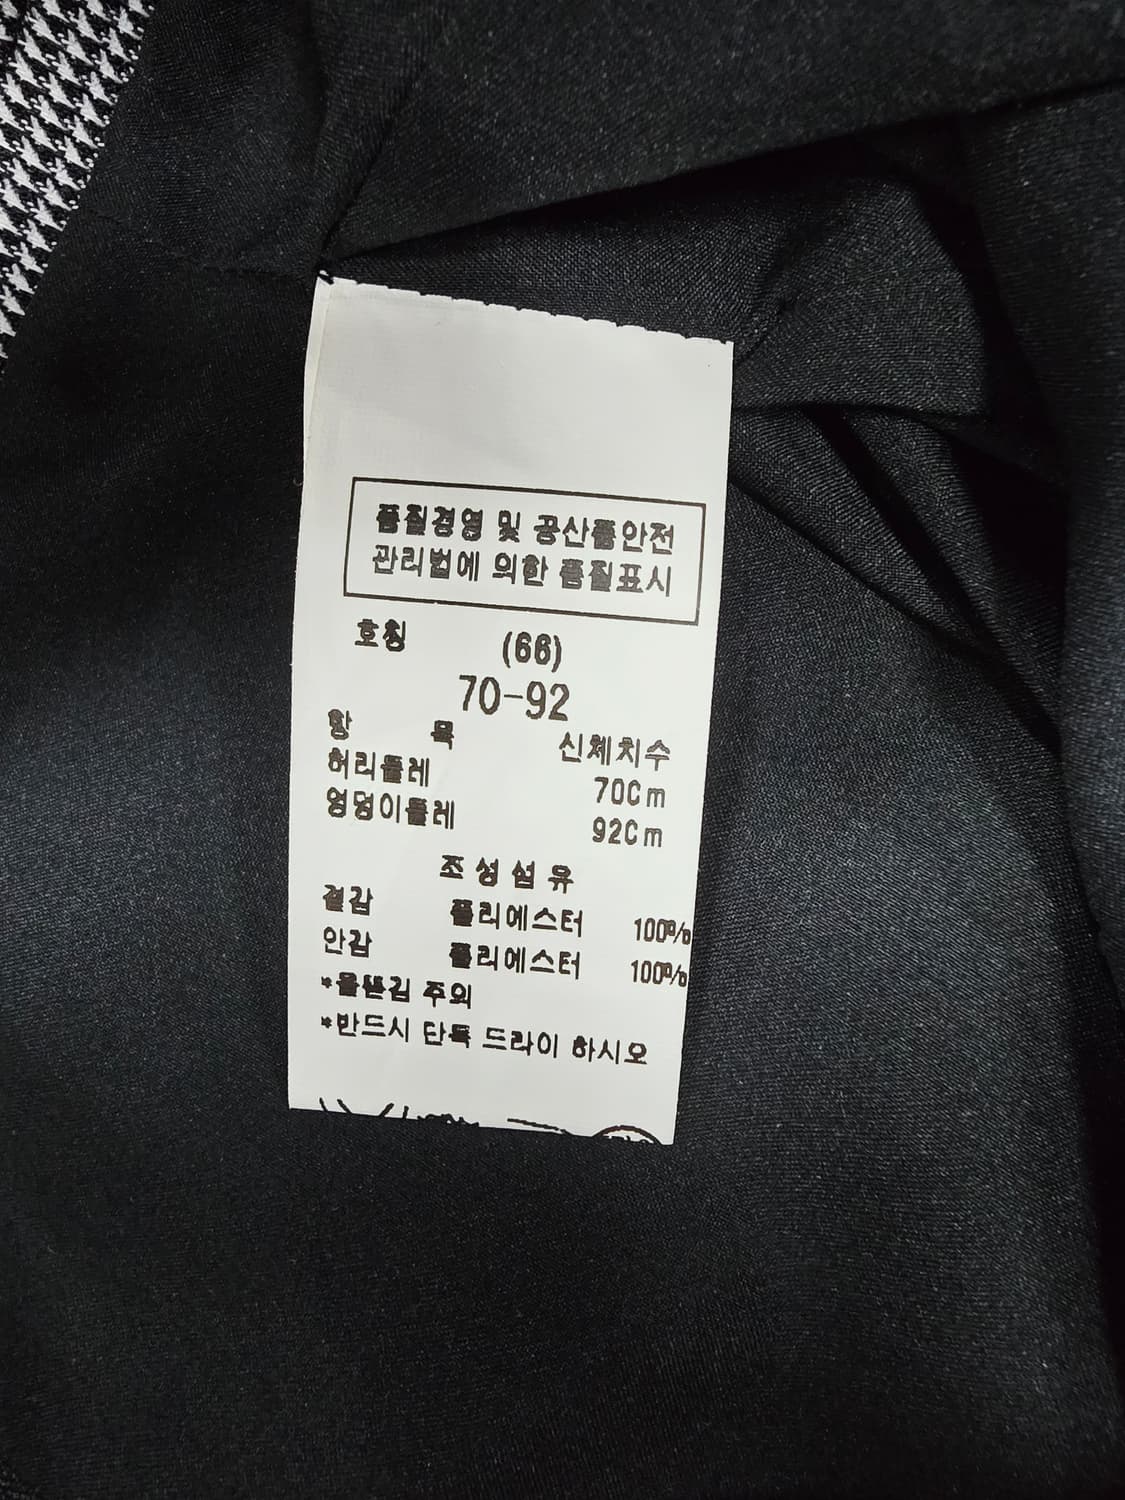 품질경영 및 공산품안전
관리법에 의한 품질표시
호칭 (66)
70-92
항 목 신체치수
허리둘레 70Cm
엉덩이둘레 92Cm
조성섬유
겉감 폴리에스터 100%
안감 폴리에스터 100%
*올뜯김 주의
*반드시 단독 드라이 하시오